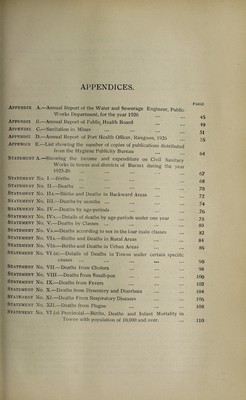 APPENDICES.
PAGE
APPENDIX A.—Annual Report of the Water and Sewerage Engineer, Public
Works Department, for the year 1926 ... ... 45
APPENDIX B.—Annual Report of Public Health Board ... ... 49
APPENDIX C.—Sanitation in Mines ... ... ... 51
APPENDIX D.—Annual Report of Port Health Officer, Rangoon, 1926 ... 55
APPENDIX E.—List showing the number of copies of publications distributed
from the Hygiene Publicity Bureau ... ... 64
STATEMENT A.—Showing the income and expenditure on Civil Sanitary
Works in towns and districts of Burma during the year
1925-26 ... ... ... ... 67
STATEMENT No. I.—Births ... ... ... ... 68
STATEMENT No. II.—Deaths ... ... ... ... 70
STATEMENT No. IIA.—Births and Deaths in Backward Areas ... ... 72
STATEMENT No. III.—Deaths by months ... ... ... 74
STATEMENT No. IV.—Deaths by age-periods ... ... ... 76
STATEMENT No. IVA.—Details of deaths by age-periods under one year ... 78
STATEMENT No. V.—Deaths by Classes ... ... ... 80
STATEMENT No. VA.—Deaths according to sex in the four main classes ... 82
STATEMENT No. VIA.—Births and Deaths in Rural Areas ... ... 84
STATEMENT No. VIB.—Births and Deaths in Urban Areas ... ... 86
STATEMENT No. VI (c).—Details of Deaths in Towns under certain specific
causes ... ... ... ... 90
STATEMENT No. VII.—Deaths from Cholera ... ... ... 98
STATEMENT No. VIII.—Deaths from Small-pox ... ... ... 100
STATEMENT No. IX.—Deaths from Fevers ... ... ... 102
STATEMENT No. X.—Deaths from Dysentery and Diarrhœa ... ... 104
STATEMENT No. XI.—Deaths From Respiratory Diseases ... ... 106
STATEMENT No. XII.—Deaths from Plague ... ... ... 108
STATEMENT No. VI (d) Provincial.—Births, Deaths and Infant Mortality in
Towns with population of 10,000 and over. ... 110